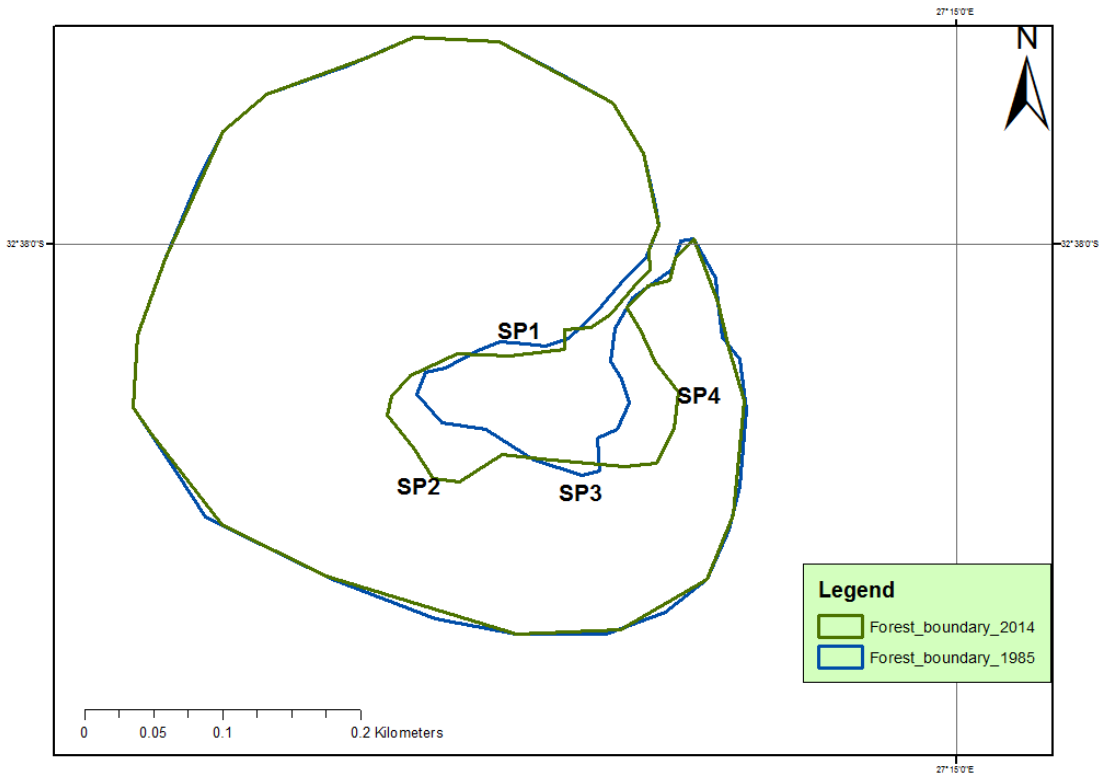 27°15'0"E
N
32°38'0"S
32°38'0"S
SP1
SP4
SP2
SP3
Legend
Forest_boundary_2014
Forest_boundary_1985
0 0.05 0.1 0.2 Kilometers
27°15'0"E